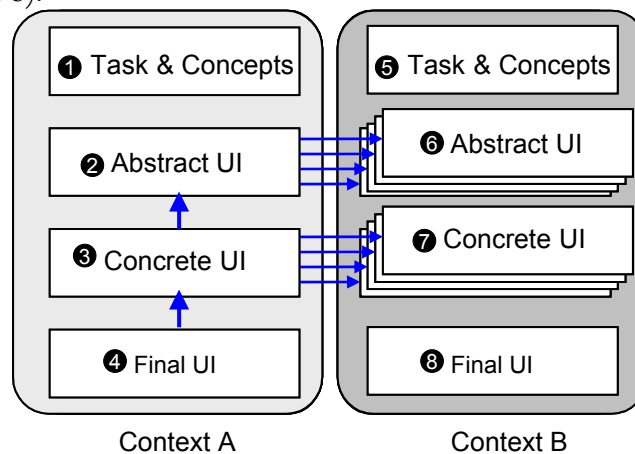 ❶ Task & Concepts
❷ Abstract UI
❸ Concrete UI
❹ Final UI
Context A
❺ Task & Concepts
❻ Abstract UI
❼ Concrete UI
❽ Final UI
Context B